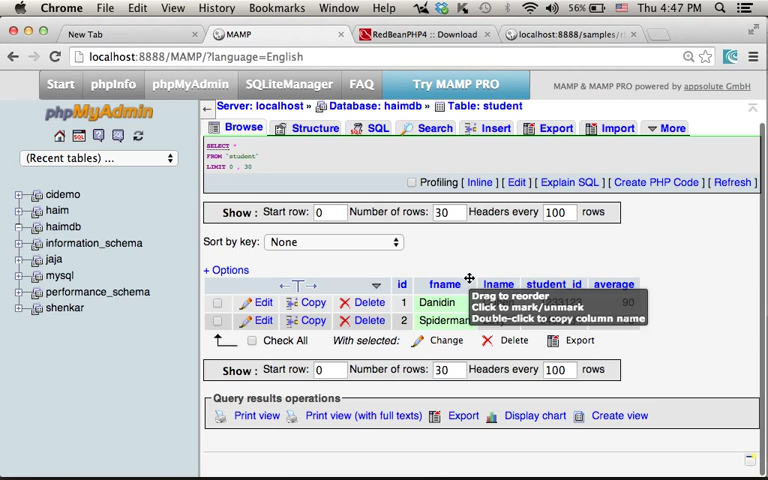 Chrome File Edit View History Bookmarks Window Help 56% Thu 4:47 PM
New Tab MAMP RedBeanPHP4 :: Download localhost:8888/samples/
localhost:8888/MAMP/?language=English
Start phpInfo phpMyAdmin SQLiteManager FAQ Try MAMP PRO MAMP & MAMP PRO powered by appsolute GmbH
phpMyAdmin
(Recent tables) ...
cidemo
haim
haimdb
information_schema
jaja
mysql
performance_schema
shenkar
Server: localhost » Database: haimdb » Table: student
Browse Structure SQL Search Insert Export Import More
SELECT *
FROM `student`
LIMIT 0 , 30
Profiling [ Inline ] [ Edit ] [ Explain SQL ] [ Create PHP Code ] [ Refresh ]
Show : Start row: 0 Number of rows: 30 Headers every 100 rows
Sort by key: None
+ Options
id fname lname student_id average
Edit Copy Delete 1 Danidin 90
Edit Copy Delete 2 Spiderman
Drag to reorder
Click to mark/unmark
Double-click to copy column name
Check All With selected: Change Delete Export
Show : Start row: 0 Number of rows: 30 Headers every 100 rows
Query results operations
Print view Print view (with full texts) Export Display chart Create view